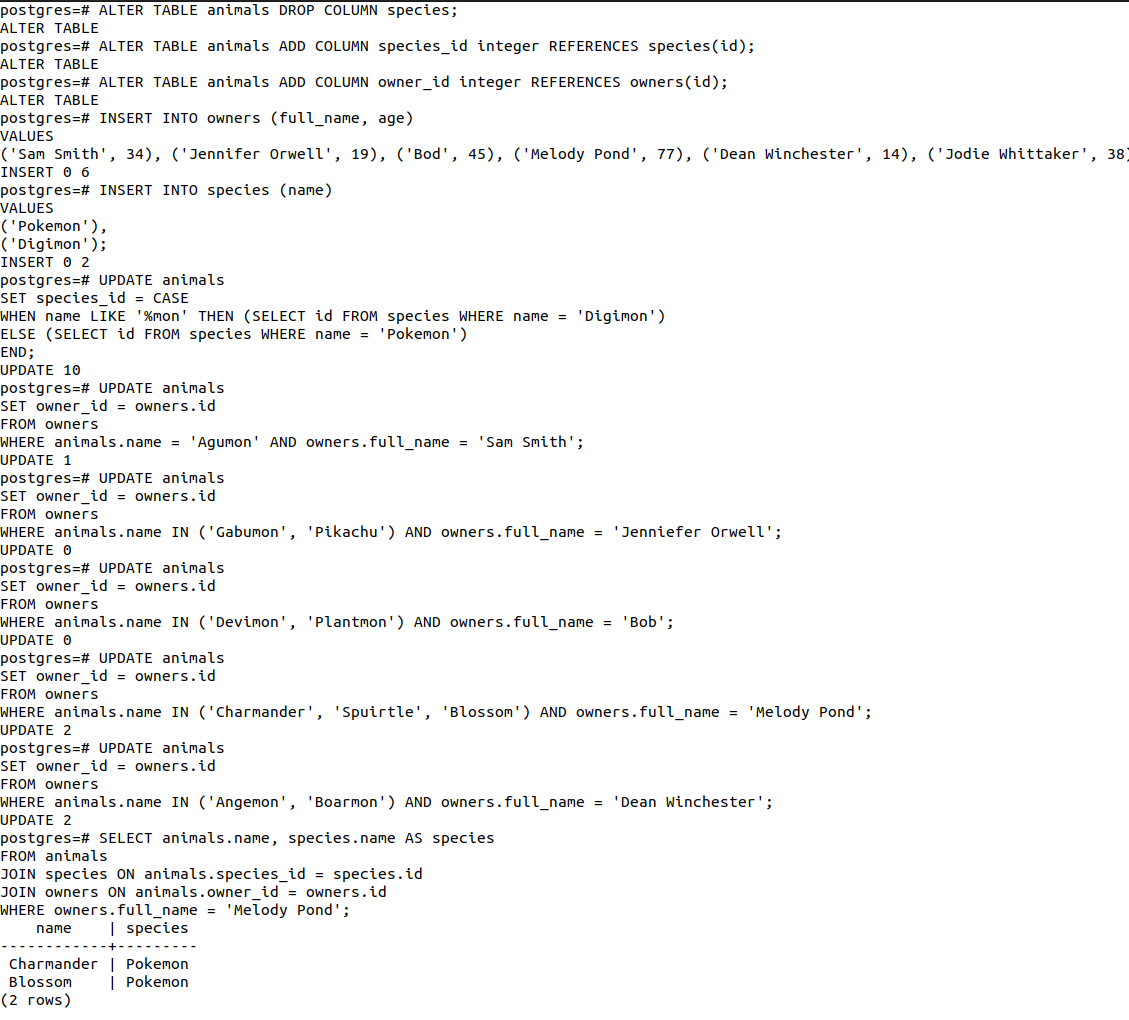 postgres=# ALTER TABLE animals DROP COLUMN species;
ALTER TABLE
postgres=# ALTER TABLE animals ADD COLUMN species_id integer REFERENCES species(id);
ALTER TABLE
postgres=# ALTER TABLE animals ADD COLUMN owner_id integer REFERENCES owners(id);
ALTER TABLE
postgres=# INSERT INTO owners (full_name, age)
VALUES
('Sam Smith', 34), ('Jennifer Orwell', 19), ('Bod', 45), ('Melody Pond', 77), ('Dean Winchester', 14), ('Jodie Whittaker', 38)
INSERT 0 6
postgres=# INSERT INTO species (name)
VALUES
('Pokemon'),
('Digimon');
INSERT 0 2
postgres=# UPDATE animals
SET species_id = CASE
WHEN name LIKE '%mon' THEN (SELECT id FROM species WHERE name = 'Digimon')
ELSE (SELECT id FROM species WHERE name = 'Pokemon')
END;
UPDATE 10
postgres=# UPDATE animals
SET owner_id = owners.id
FROM owners
WHERE animals.name = 'Agumon' AND owners.full_name = 'Sam Smith';
UPDATE 1
postgres=# UPDATE animals
SET owner_id = owners.id
FROM owners
WHERE animals.name IN ('Gabumon', 'Pikachu') AND owners.full_name = 'Jenniefer Orwell';
UPDATE 0
postgres=# UPDATE animals
SET owner_id = owners.id
FROM owners
WHERE animals.name IN ('Devimon', 'Plantmon') AND owners.full_name = 'Bob';
UPDATE 0
postgres=# UPDATE animals
SET owner_id = owners.id
FROM owners
WHERE animals.name IN ('Charmander', 'Spuirtle', 'Blossom') AND owners.full_name = 'Melody Pond';
UPDATE 2
postgres=# UPDATE animals
SET owner_id = owners.id
FROM owners
WHERE animals.name IN ('Angemon', 'Boarmon') AND owners.full_name = 'Dean Winchester';
UPDATE 2
postgres=# SELECT animals.name, species.name AS species
FROM animals
JOIN species ON animals.species_id = species.id
JOIN owners ON animals.owner_id = owners.id
WHERE owners.full_name = 'Melody Pond';
    name    | species
------------+---------
 Charmander | Pokemon
 Blossom    | Pokemon
(2 rows)